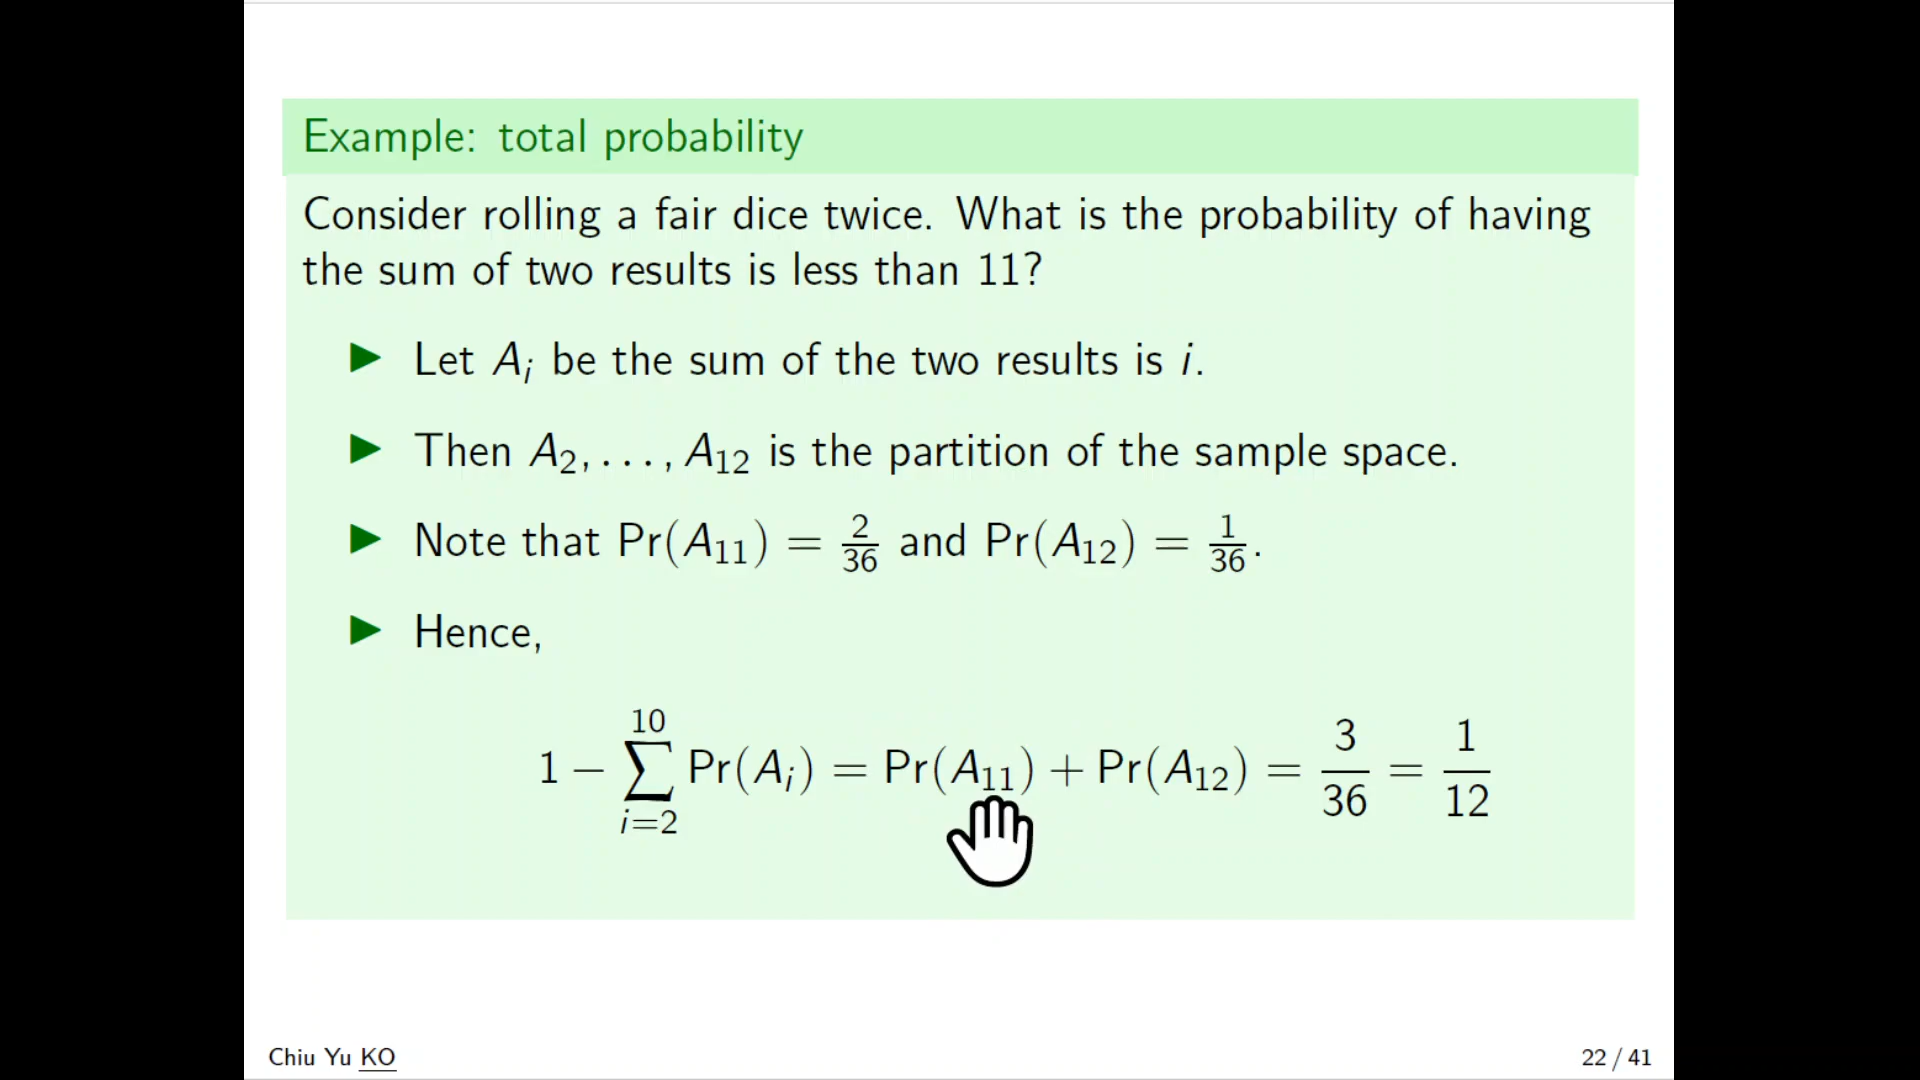 Example: total probability
Consider rolling a fair dice twice. What is the probability of having
the sum of two results is less than 11?
▶ Let A_i be the sum of the two results is i.
▶ Then A_2, . . . , A_12 is the partition of the sample space.
▶ Note that Pr(A_11) = 2/36 and Pr(A_12) = 1/36.
▶ Hence,
1 − ∑_{i=2}^{10} Pr(A_i) = Pr(A_11) + Pr(A_12) = 3/36 = 1/12
Chiu Yu KO
22 / 41